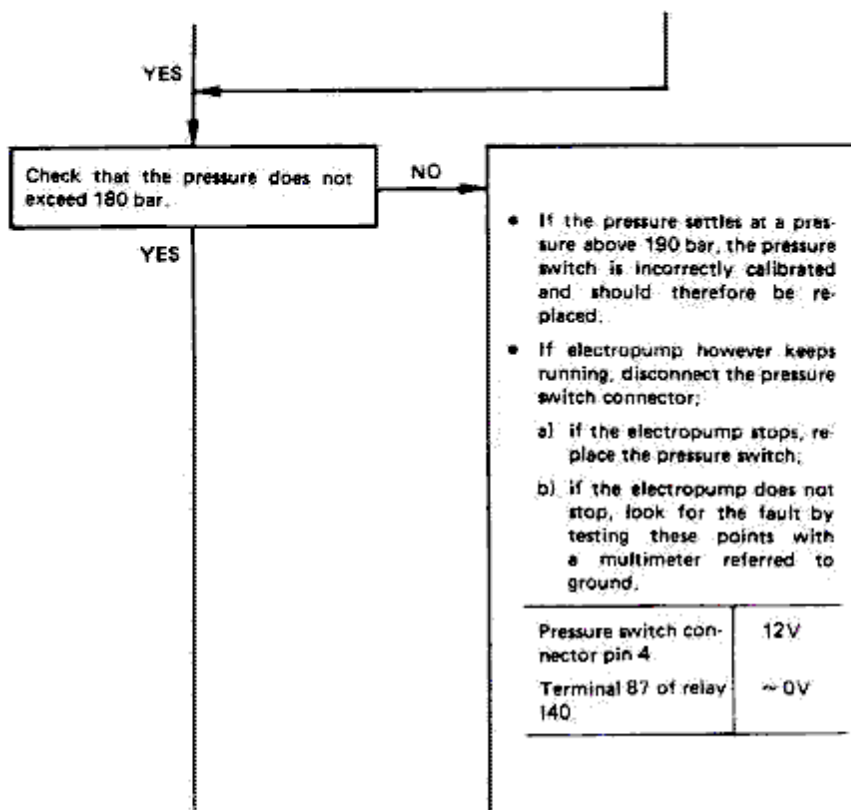 YES
Check that the pressure does not
exceed 180 bar.
NO
YES
• If the pressure settles at a pres-
sure above 190 bar, the pressure
switch is incorrectly calibrated
and should therefore be re-
placed;
• If electropump however keeps
running, disconnect the pressure
switch connector;
a) if the electropump stops, re-
place the pressure switch;
b) if the electropump does not
stop, look for the fault by
testing these points with
a multimeter referred to
ground.
Pressure switch con- 12V
nector pin 4
Terminal 87 of relay ~ 0V
140